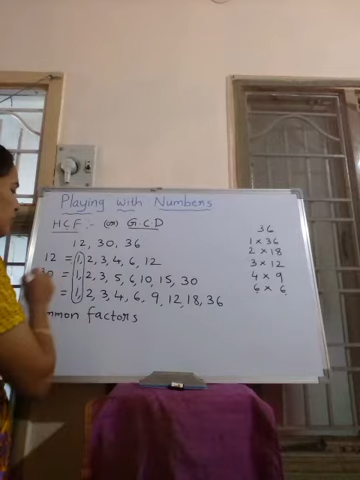 Playing with Numbers
HCF :- (or) G.C.D
12, 30, 36
12 = 1, 2, 3, 4, 6, 12
= 1, 2, 3, 5, 6, 10, 15, 30
= 1, 2, 3, 4, 6, 9, 12, 18, 36
factors
36
1 × 36
2 × 18
3 × 12
4 × 9
6 × 6